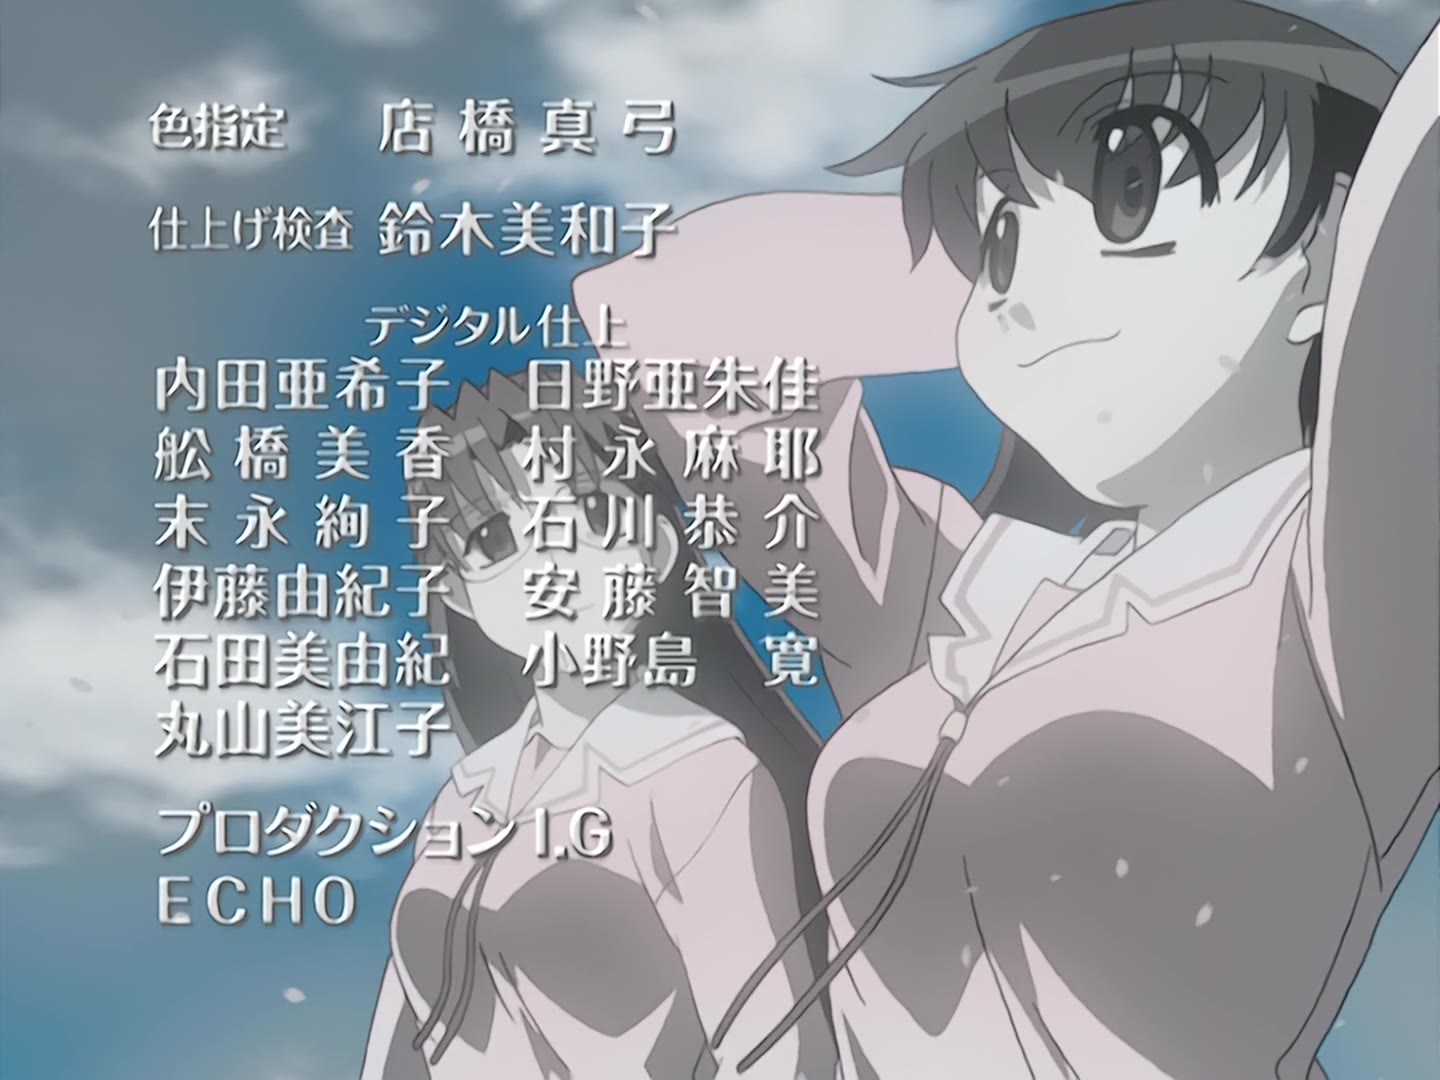 色指定 店橋真弓
仕上げ検査 鈴木美和子
デジタル仕上
内田亜希子 日野亜朱佳
舩橋美香 村永麻耶
末永絢子 石川恭介
伊藤由紀子 安藤智美
石田美由紀 小野島 寛
丸山美江子
プロダクションI.G
ECHO